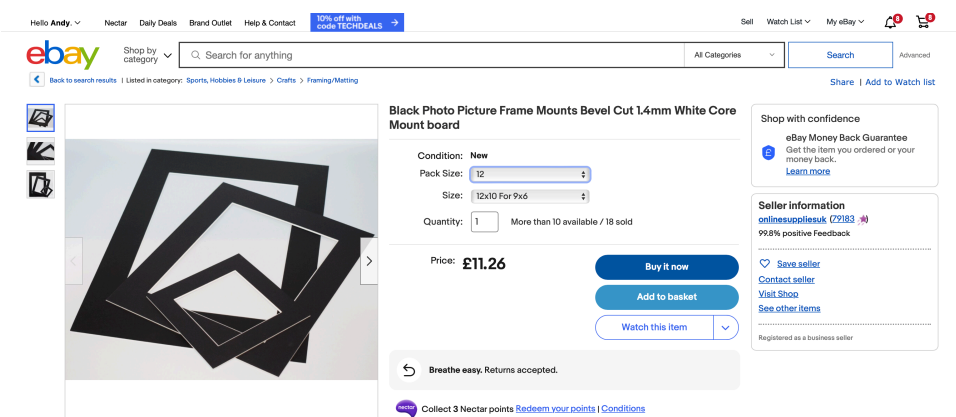 Hello Andy.
Nectar
Daily Deals
Brand Outlet
Help & Contact
10% off with
code TECHDEALS
Sell
Watch List
My eBay
8
8
ebay
Shop by
category
Search for anything
All Categories
Search
Advanced
Back to search results | Listed in category: Sports, Hobbies & Leisure > Crafts > Framing/Matting
Share | Add to Watch list
Black Photo Picture Frame Mounts Bevel Cut 1.4mm White Core
Mount board
Condition: New
Pack Size: 12
Size: 12x10 For 9x6
Quantity: 1 More than 10 available / 18 sold
Price: £11.26
Buy it now
Add to basket
Watch this item
Breathe easy. Returns accepted.
nectar Collect 3 Nectar points Redeem your points | Conditions
Shop with confidence
eBay Money Back Guarantee
Get the item you ordered or your
money back.
Learn more
Seller information
onlinesuppliesuk (79183)
99.8% positive Feedback
Save seller
Contact seller
Visit Shop
See other items
Registered as a business seller